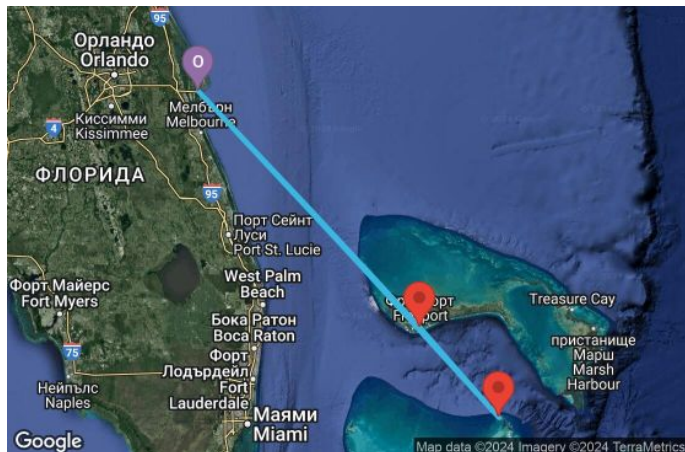 95
Орландо
Orlando
O
Киссимми
Kissimmee
Мелбърн
Melbourne
4
ФЛОРИДА
95
Порт Сейнт
Луси
Port St. Lucie
West Palm
Beach
Форт Майерс
Fort Myers
Бока Ратон
Boca Raton
75
Форт
Лодърдейл
Fort
Lauderdale
Нейпълс
Naples
Маями
Miami
Treasure Cay
пристанище
Марш
Marsh
Harbour
Google
Map data ©2024 Imagery ©2024 TerraMetrics